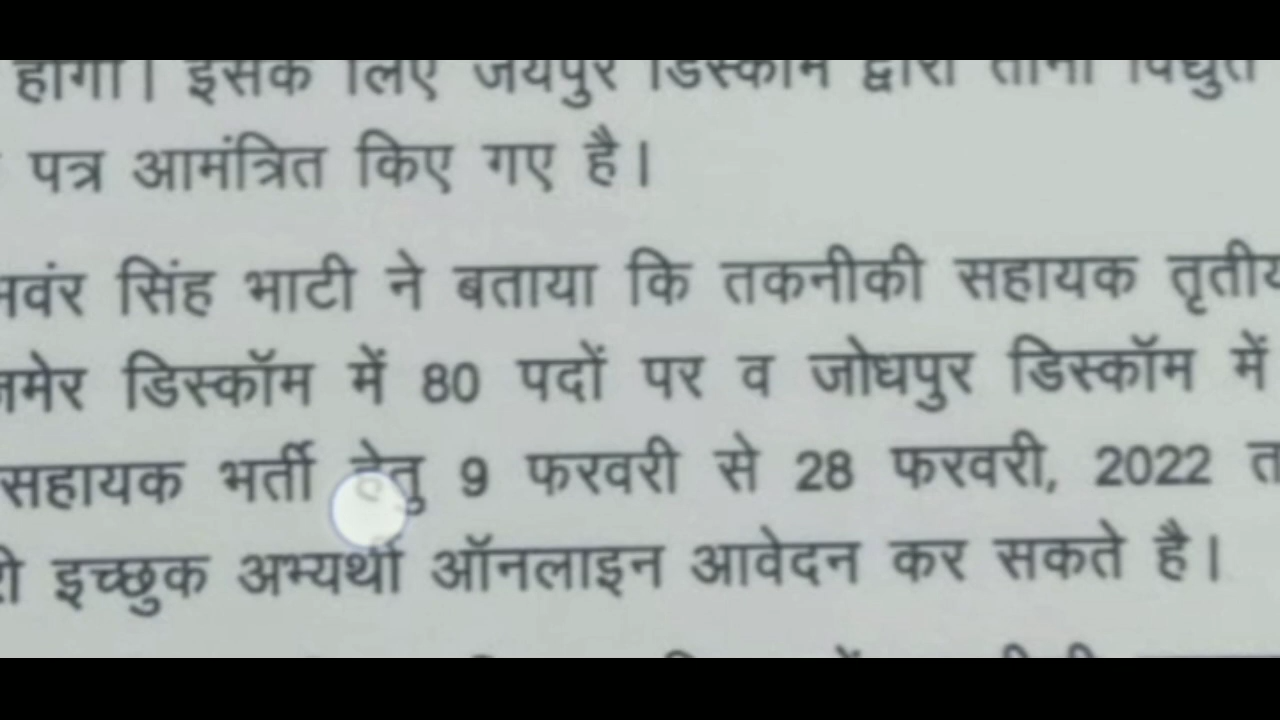 होगा। इसके लिए जयपुर डिस्कॉम द्वारा तीनों विद्युत
पत्र आमंत्रित किए गए है।
सिंह भाटी ने बताया कि तकनीकी सहायक तृतीय
डिस्कॉम में 80 पदों पर व जोधपुर डिस्कॉम में
सहायक भर्ती हेतु 9 फरवरी से 28 फरवरी, 2022
इच्छुक अभ्यर्थी ऑनलाइन आवेदन कर सकते है।